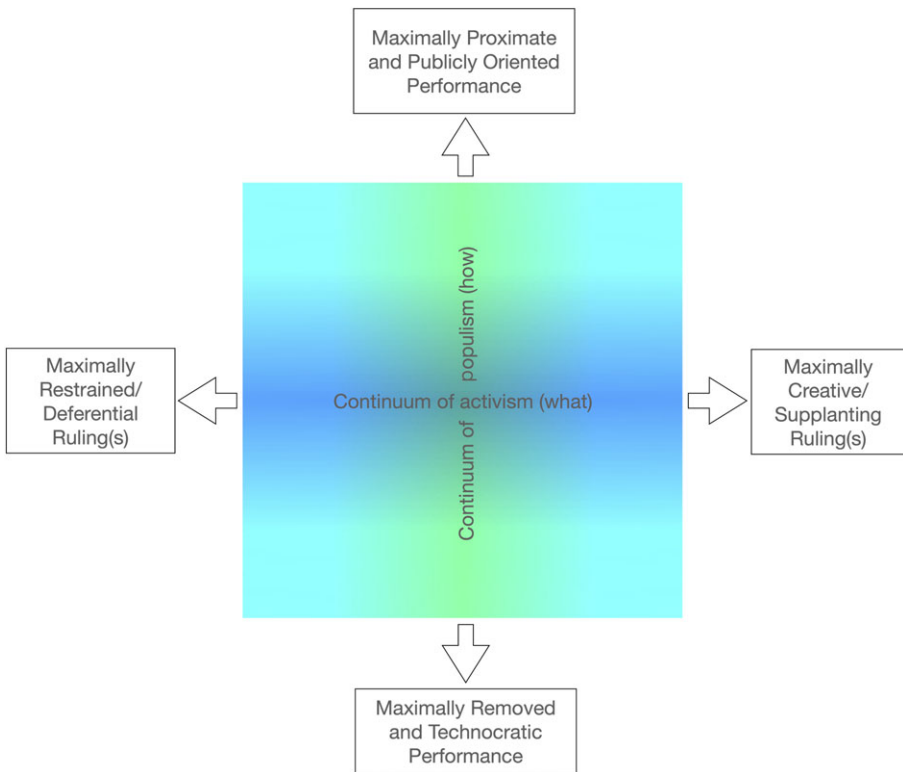 Maximally Proximate
and Publicly Oriented
Performance
Continuum of populism (how)
Maximally
Restrained/
Deferential
Ruling(s)
Continuum of activism (what)
Maximally
Creative/
Supplanting
Ruling(s)
Maximally Removed
and Technocratic
Performance